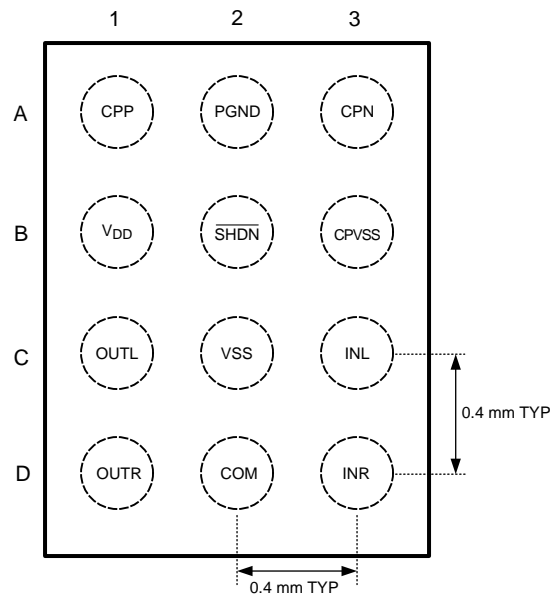 1 2 3
A CPP PGND CPN
B VDD SHDN CPVSS
C OUTL VSS INL
0.4 mm TYP
D OUTR COM INR
0.4 mm TYP